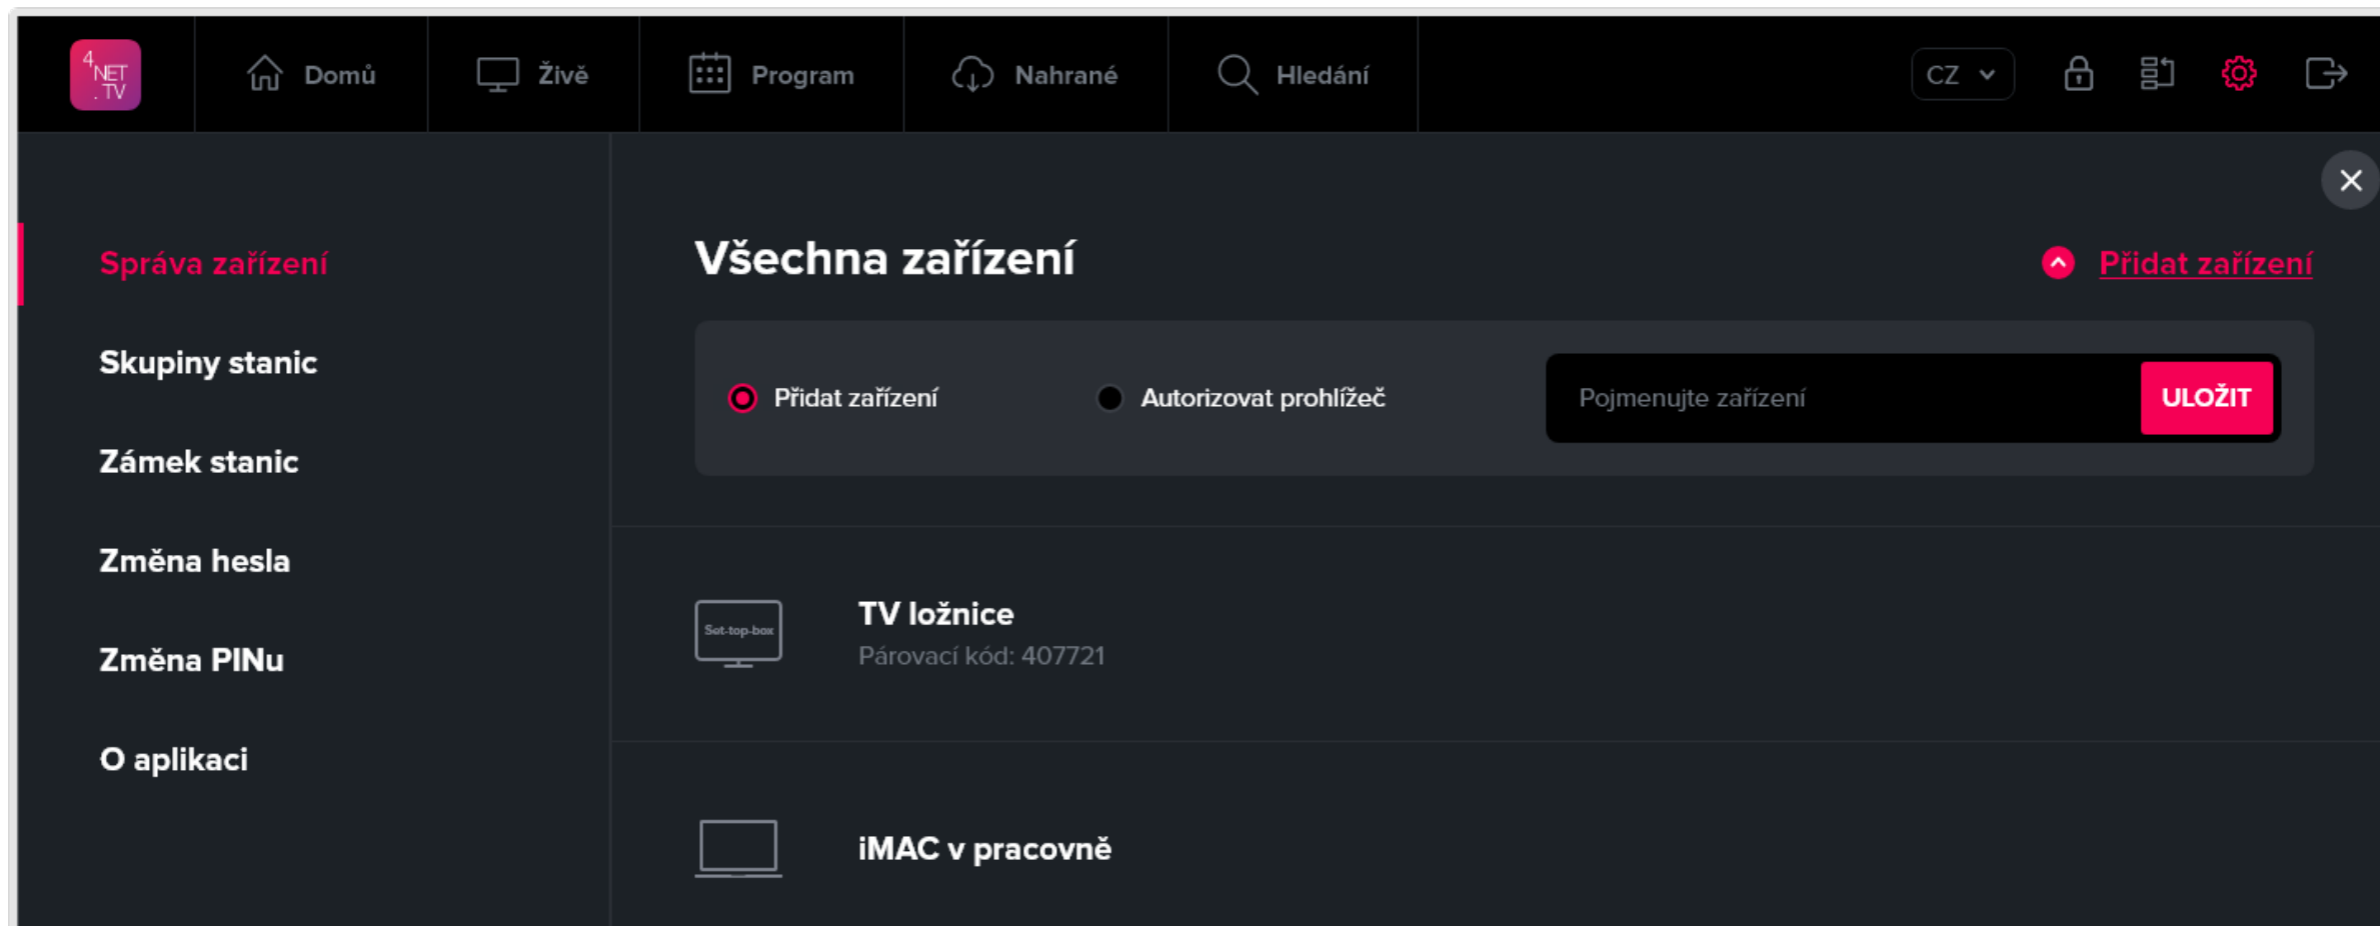 4
NET
.TV
Domů
Živě
Program
Nahrané
Hledání
CZ
Správa zařízení
Skupiny stanic
Zámek stanic
Změna hesla
Změna PINu
O aplikaci
Všechna zařízení
Přidat zařízení
Přidat zařízení
Autorizovat prohlížeč
Pojmenujte zařízení
ULOŽIT
Set-top-box
TV ložnice
Párovací kód: 407721
iMAC v pracovně